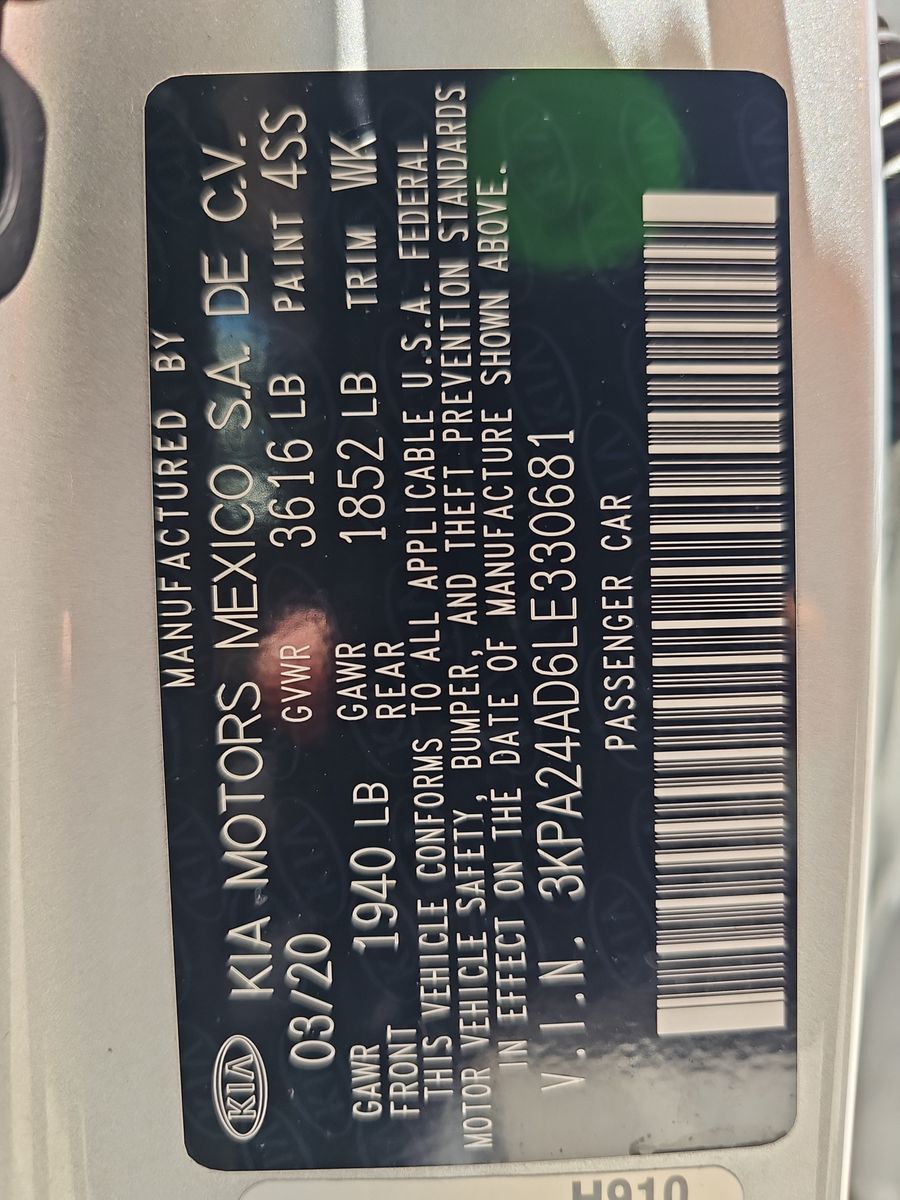 MANUFACTURED BY
KIA KIA MOTORS MEXICO S.A. DE C.V.
03/20 GVWR 3616 LB PAINT 4SS
GAWR FRONT 1940 LB GAWR REAR 1852 LB TRIM WK
THIS VEHICLE CONFORMS TO ALL APPLICABLE U.S.A. FEDERAL
MOTOR VEHICLE SAFETY, BUMPER, AND THEFT PREVENTION STANDARDS
IN EFFECT ON THE DATE OF MANUFACTURE SHOWN ABOVE.
V.I.N. 3KPA24AD6LE330681
PASSENGER CAR
H910